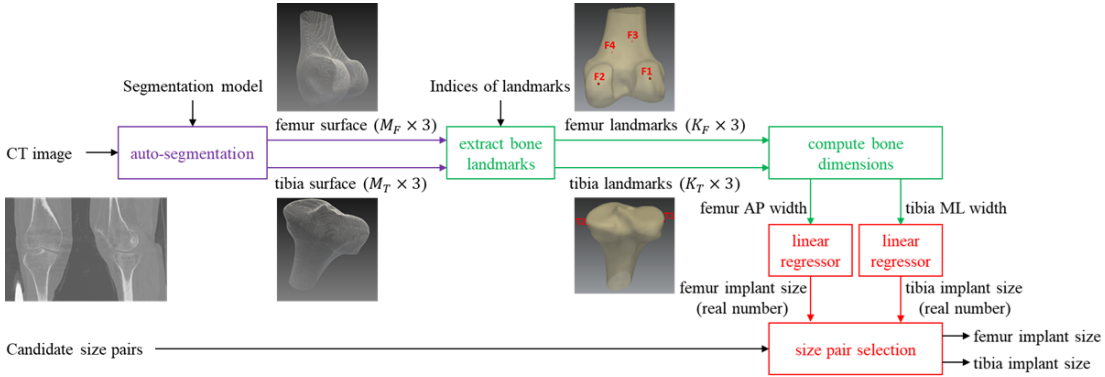 F3
F4
F2
F1
Segmentation model
Indices of landmarks
femur surface (M_F × 3)
femur landmarks (K_F × 3)
CT image
auto-segmentation
extract bone
landmarks
compute bone
dimensions
tibia surface (M_T × 3)
tibia landmarks (K_T × 3)
femur AP width
tibia ML width
T2
linear
regressor
linear
regressor
femur implant size
(real number)
tibia implant size
(real number)
Candidate size pairs
size pair selection
femur implant size
tibia implant size